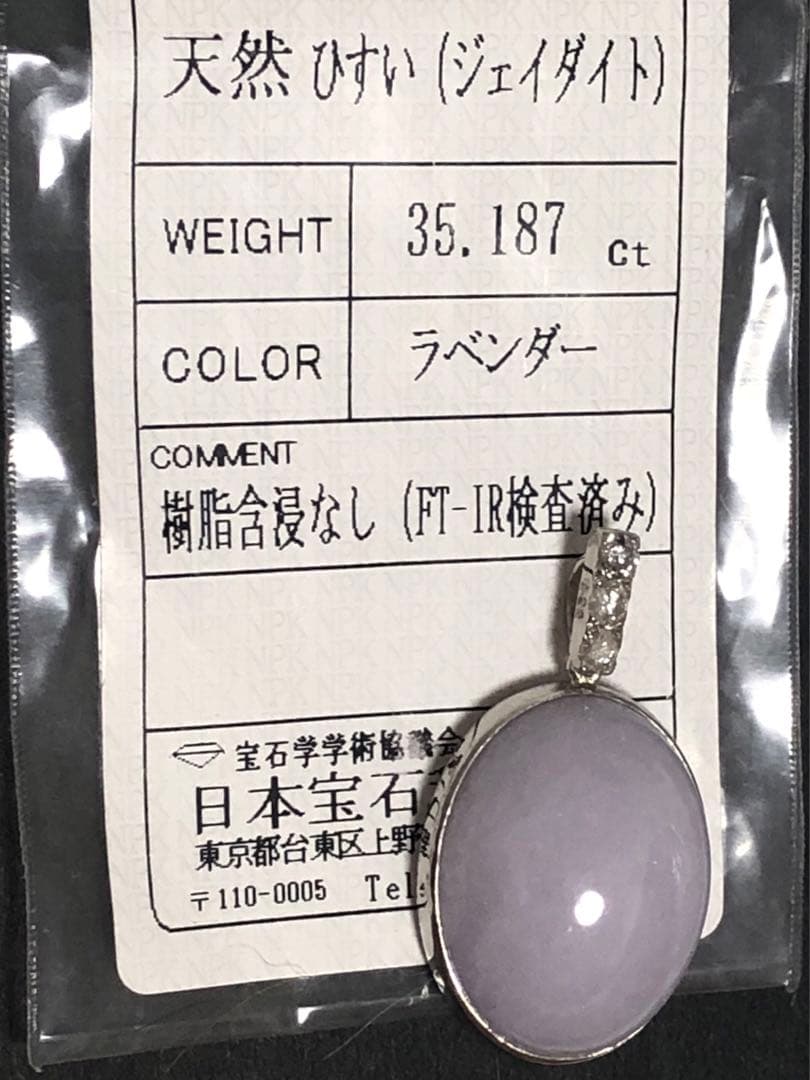 天然 ひすい (ジェイダイト)
WEIGHT 35.187 ct
COLOR ラベンダー
COMMENT
樹脂含浸なし (FT-IR検査済み)
宝石学学術協議会
日本宝石
東京都台東区上野
〒110-0005 Tel